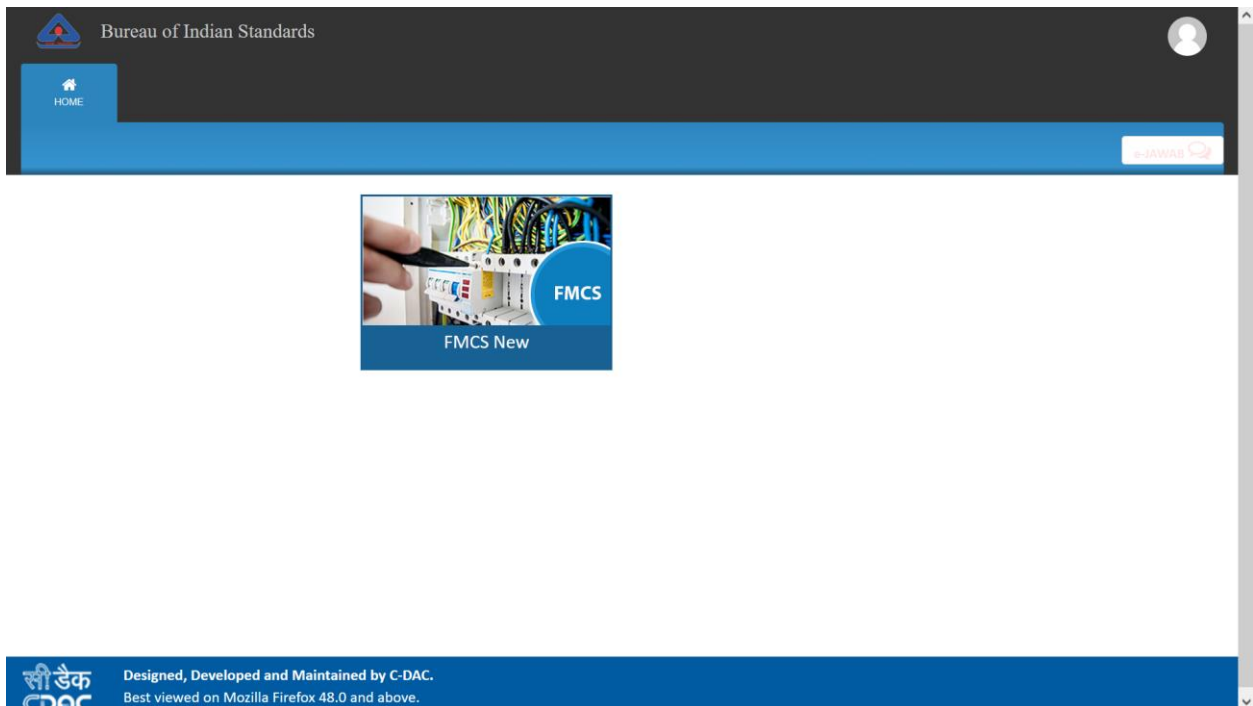 Bureau of Indian Standards
HOME
e-JAWAB
FMCS
FMCS New
सी डैक
CDAC
Designed, Developed and Maintained by C-DAC.
Best viewed on Mozilla Firefox 48.0 and above.